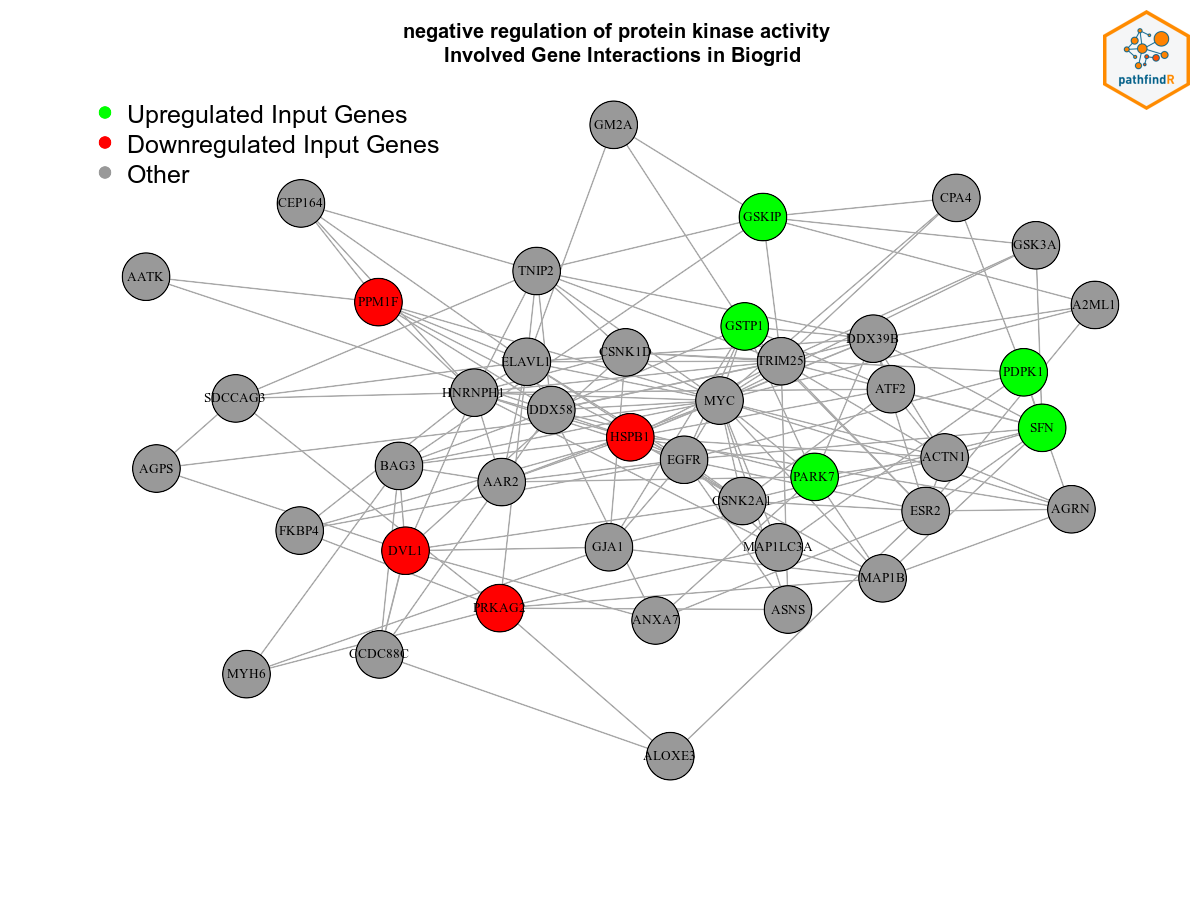 negative regulation of protein kinase activity
Involved Gene Interactions in Biogrid
pathfindR
Upregulated Input Genes
Downregulated Input Genes
Other
GM2A
CEP164
CPA4
GSKIP
GSK3A
TNIP2
AATK
PPM1F
A2ML1
GSTP1
DDX39B
CSNK1D
ELAVL1
TRIM25
PDPK1
ATF2
HNRNPH1
SDCCAG3
MYC
DDX58
SFN
HSPB1
ACTN1
EGFR
BAG3
AGPS
PARK7
AAR2
CSNK2A1
AGRN
ESR2
FKBP4
GJA1
MAP1LC3A
DVL1
MAP1B
PRKAG2
ASNS
ANXA7
CCDC88C
MYH6
ALOXE3